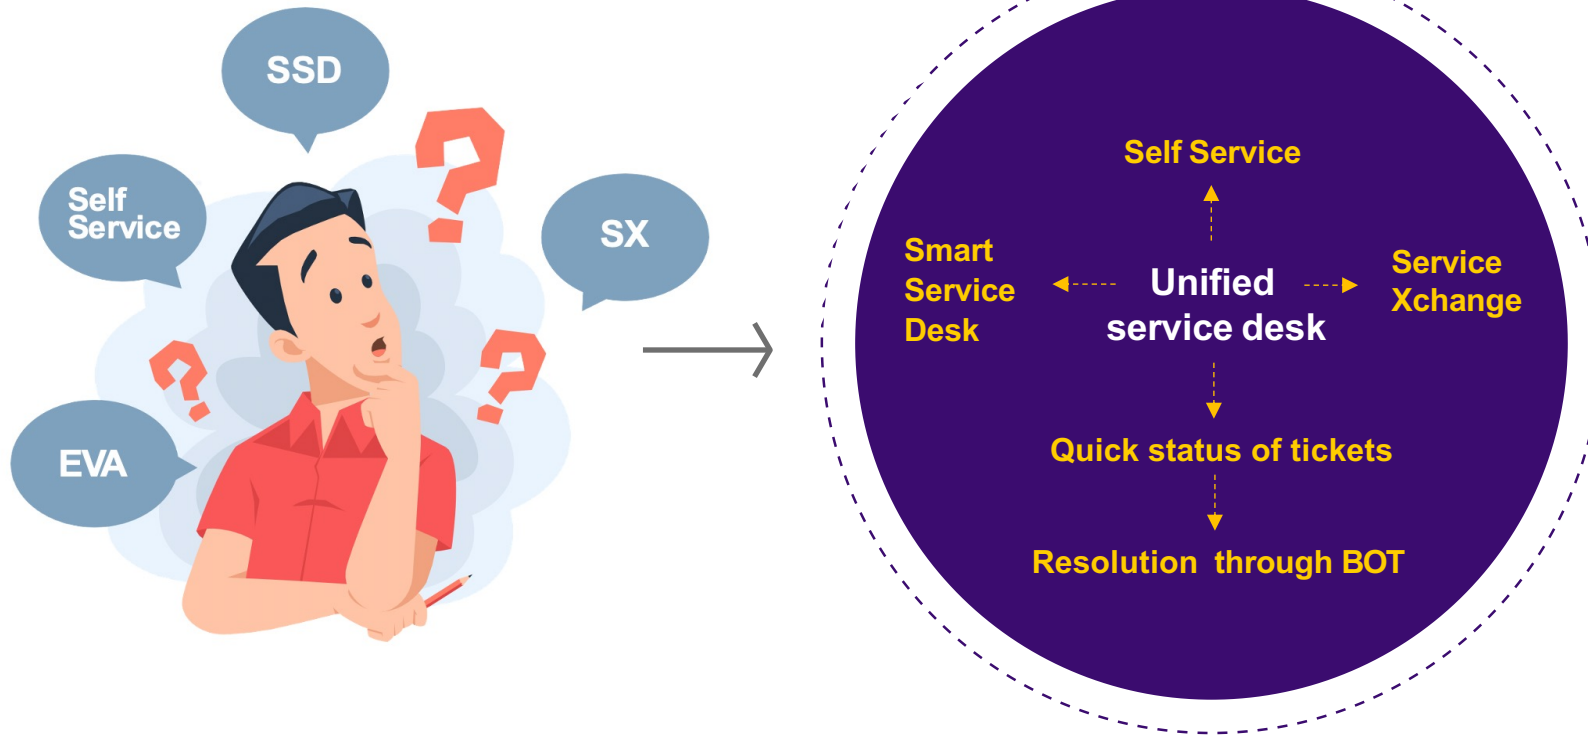 SSD
Self
Service
SX
EVA
Self Service
Smart
Service
Desk
Unified
service desk
Service
Xchange
Quick status of tickets
Resolution through BOT